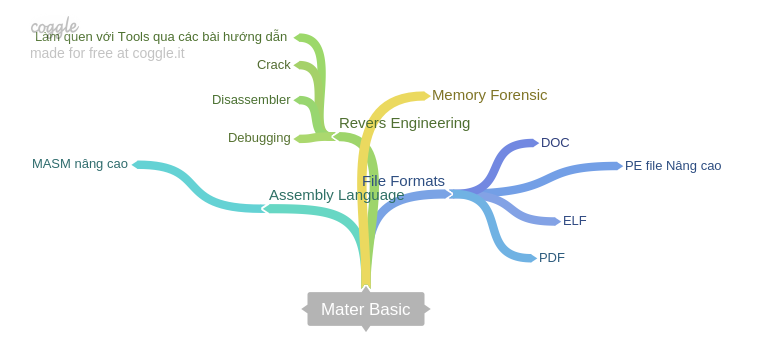 coggle
Làm quen với Tools qua các bài hướng dẫn
made for free at coggle.it
Crack
Disassembler
Debugging
Revers Engineering
Memory Forensic
MASM nâng cao
Assembly Language
File Formats
DOC
PE file Nâng cao
ELF
PDF
Mater Basic